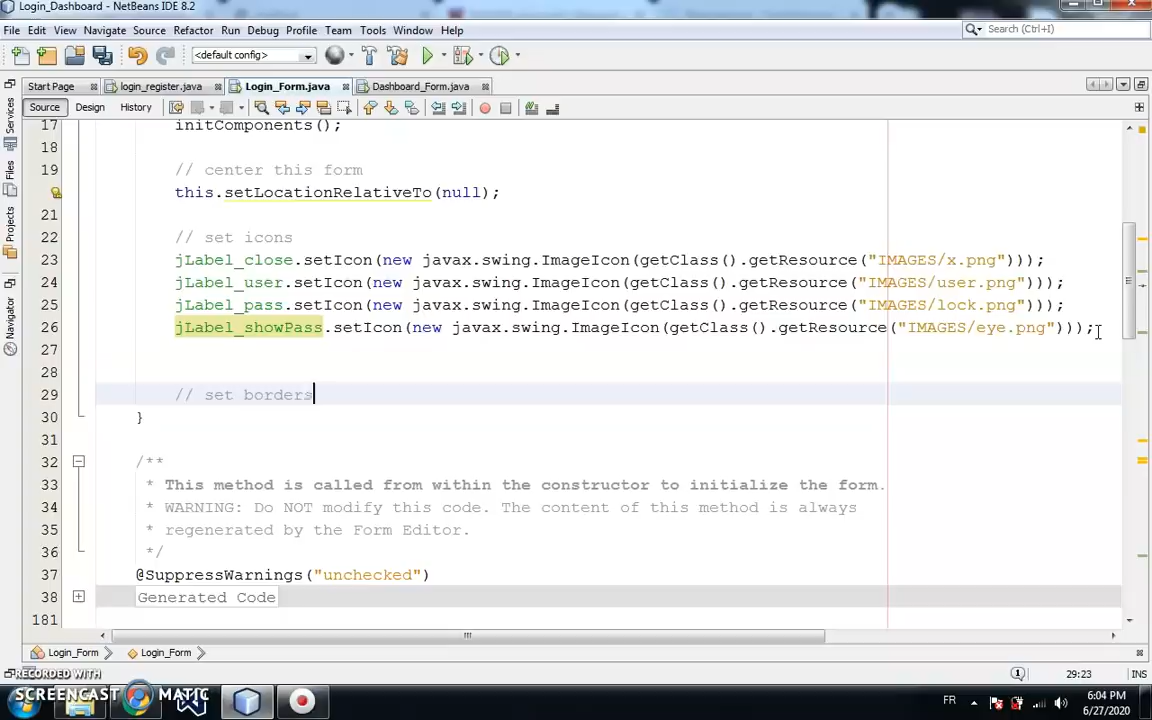 Login_Dashboard - NetBeans IDE 8.2
File Edit View Navigate Source Refactor Run Debug Profile Team Tools Window Help
Search (Ctrl+I)
<default config>
Start Page login_register.java Login_Form.java Dashboard_Form.java
Source Design History
Services
Files
Projects
Navigator
17 initComponents();
18
19 // center this form
this.setLocationRelativeTo(null);
21
22 // set icons
23 jLabel_close.setIcon(new javax.swing.ImageIcon(getClass().getResource("IMAGES/x.png")));
24 jLabel_user.setIcon(new javax.swing.ImageIcon(getClass().getResource("IMAGES/user.png")));
25 jLabel_pass.setIcon(new javax.swing.ImageIcon(getClass().getResource("IMAGES/lock.png")));
26 jLabel_showPass.setIcon(new javax.swing.ImageIcon(getClass().getResource("IMAGES/eye.png")));
27
28
29 // set borders
30 }
31
32 /**
33 * This method is called from within the constructor to initialize the form.
34 * WARNING: Do NOT modify this code. The content of this method is always
35 * regenerated by the Form Editor.
36 */
37 @SuppressWarnings("unchecked")
38 Generated Code
181
Login_Form Login_Form
1 29:23 INS
RECORDED WITH
SCREENCAST MATIC
FR
6:04 PM
6/27/2020